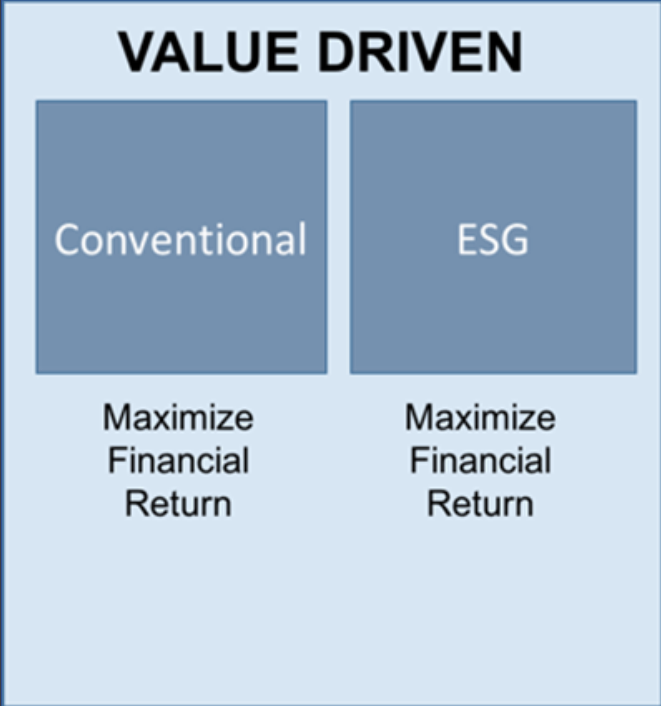 VALUE DRIVEN
Conventional
ESG
Maximize
Financial
Return
Maximize
Financial
Return